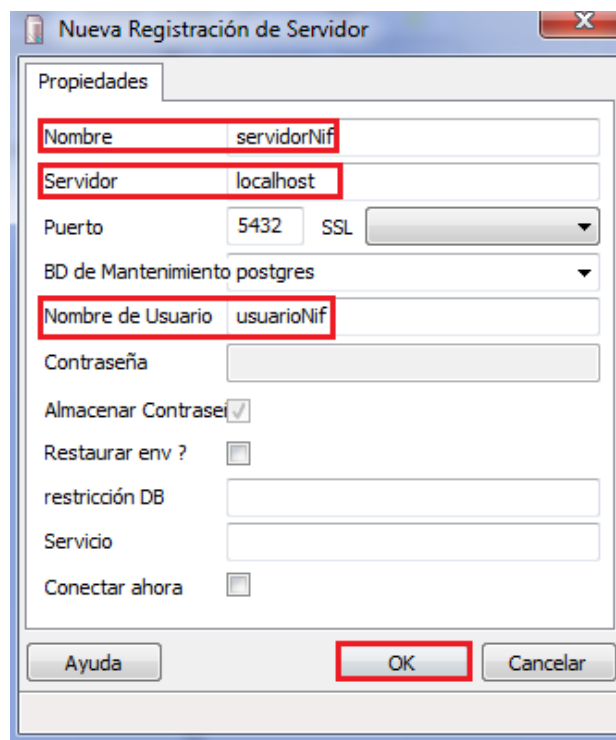 Nueva Registración de Servidor
Propiedades
Nombre servidorNif
Servidor localhost
Puerto 5432 SSL
BD de Mantenimiento postgres
Nombre de Usuario usuarioNif
Contraseña
Almacenar Contrase
Restaurar env ?
restricción DB
Servicio
Conectar ahora
Ayuda OK Cancelar